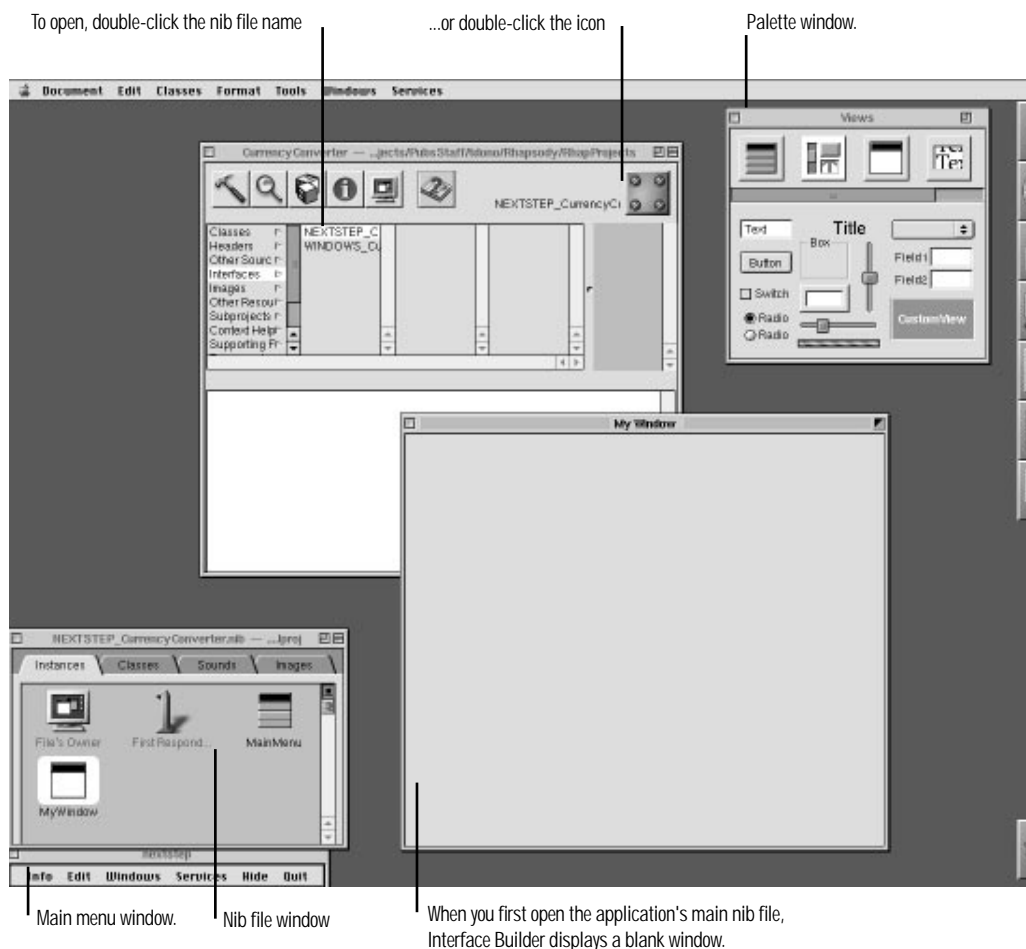 To open, double-click the nib file name
...or double-click the icon
Palette window.
Document Edit Classes Format Tools Windows Services
CurrencyConverter — ...jects/PubsStaff/Mono/Rhapsody/RhapProjects
NEXTSTEP_CurrencyCo
Classes
Headers
Other Sourc
Interfaces
Images
Other Resour
Subprojects
Context Help
Supporting Fr
NEXTSTEP_C
WINDOWS_Cu
Views
Text
Title
Box
Button
Field1
Field2
Switch
Radio
Radio
CustomView
My Window
NEXTSTEP_CurrencyConverter.nib — ...lproj
Instances Classes Sounds Images
File's Owner
First Respond...
MainMenu
MyWindow
nextstep
Info Edit Windows Services Hide Quit
Main menu window.
Nib file window
When you first open the application's main nib file,
Interface Builder displays a blank window.